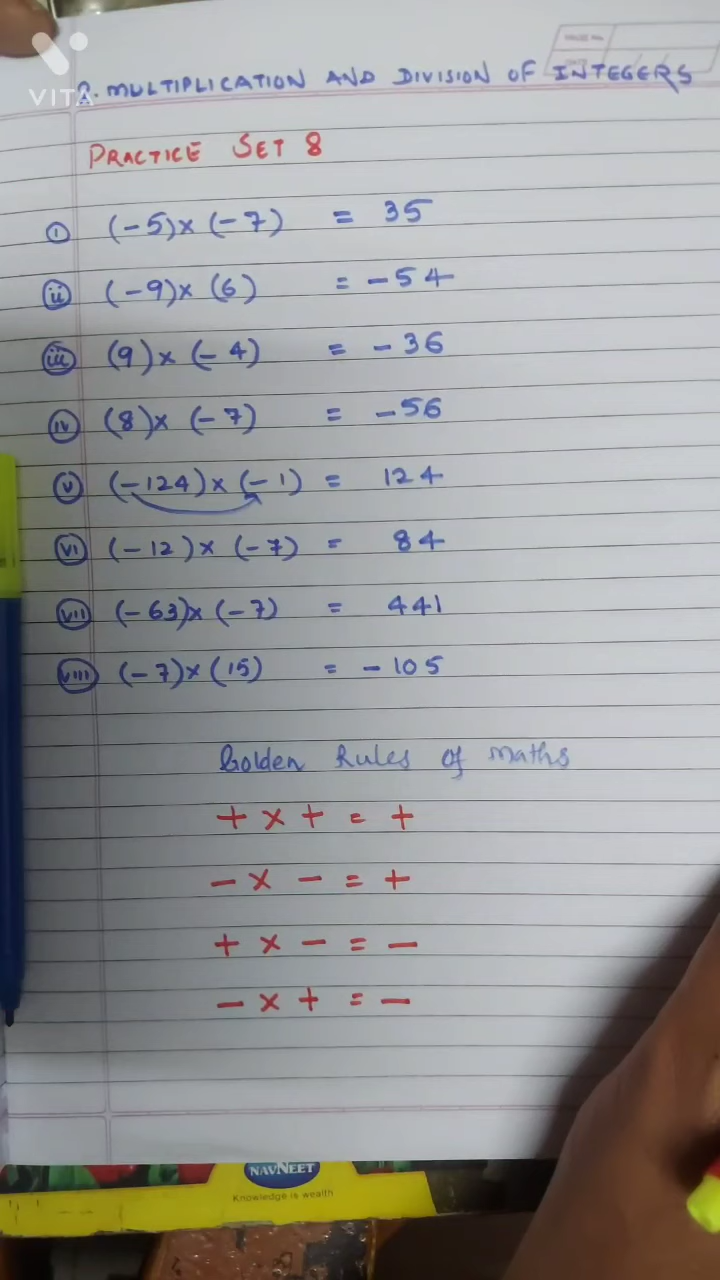 VITA
2. MULTIPLICATION AND DIVISION OF INTEGERS
PRACTICE SET 8
i (-5)× (-7) = 35
ii (-9)× (6) = -54
iii (9)× (-4) = -36
iv (8)× (-7) = -56
v (-124)× (-1) = 124
vi (-12)× (-7) = 84
vii (-63)× (-7) = 441
viii (-7)× (15) = -105
Golden Rules of maths
+ × + = +
- × - = +
+ × - = -
- × + = -
NAVNEET
Knowledge is wealth